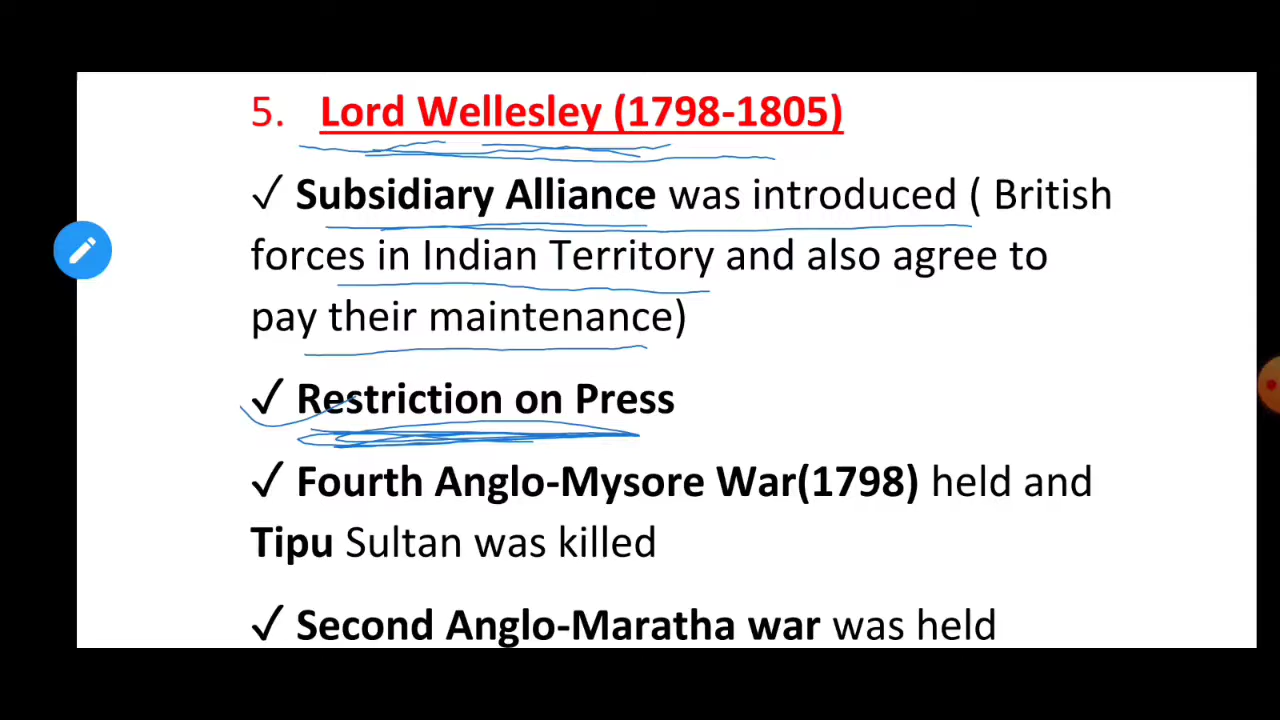 5. Lord Wellesley (1798-1805)
✓ Subsidiary Alliance was introduced ( British
forces in Indian Territory and also agree to
pay their maintenance)
✓ Restriction on Press
✓ Fourth Anglo-Mysore War(1798) held and
Tipu Sultan was killed
✓ Second Anglo-Maratha war was held